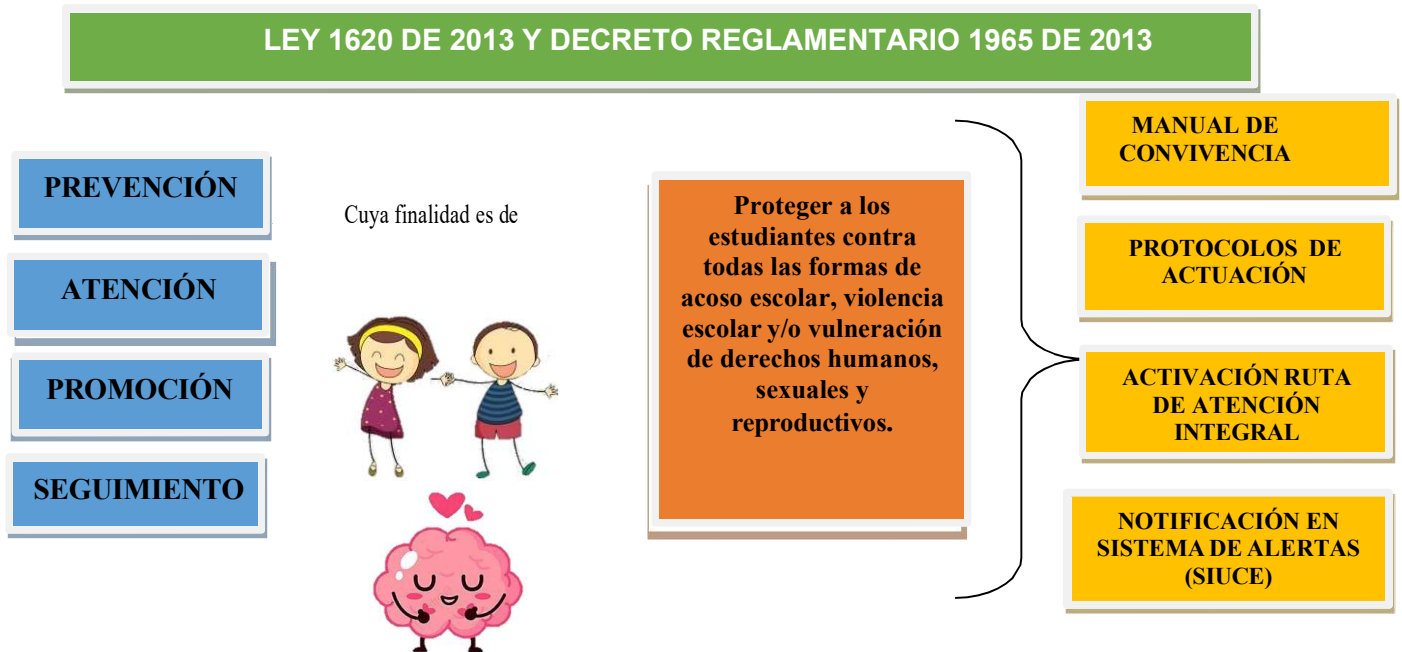 LEY 1620 DE 2013 Y DECRETO REGLAMENTARIO 1965 DE 2013
PREVENCIÓN
ATENCIÓN
PROMOCIÓN
SEGUIMIENTO
Cuya finalidad es de
Proteger a los
estudiantes contra
todas las formas de
acoso escolar, violencia
escolar y/o vulneración
de derechos humanos,
sexuales y
reproductivos.
MANUAL DE
CONVIVENCIA
PROTOCOLOS DE
ACTUACIÓN
ACTIVACIÓN RUTA
DE ATENCIÓN
INTEGRAL
NOTIFICACIÓN EN
SISTEMA DE ALERTAS
(SIUCE)